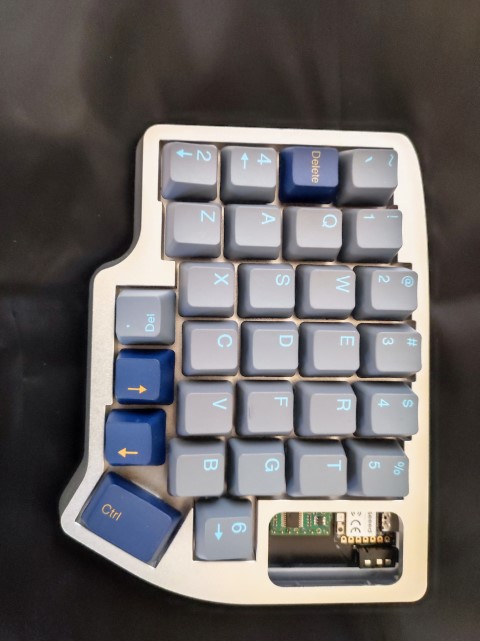 ~ ! @ # $ %
` 1 2 3 4 5
Delete Q W E R T
4 A S D F G
← 6
→
2 Z X C V B
↓
Del
.
↑
↓
Ctrl